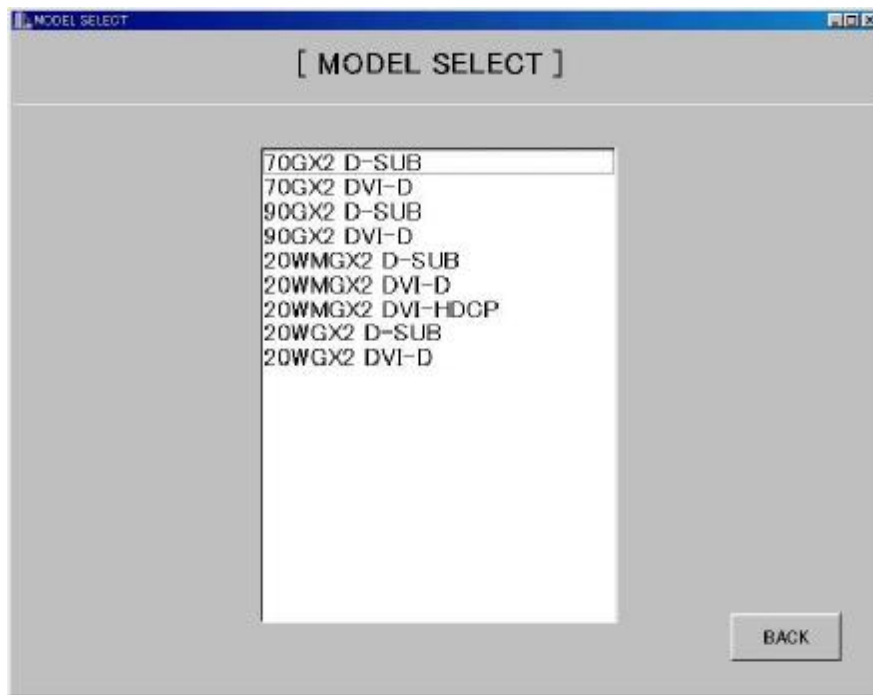 MODEL SELECT
[ MODEL SELECT ]
70GX2 D-SUB
70GX2 DVI-D
90GX2 D-SUB
90GX2 DVI-D
20WMGX2 D-SUB
20WMGX2 DVI-D
20WMGX2 DVI-HDCP
20WGX2 D-SUB
20WGX2 DVI-D
BACK